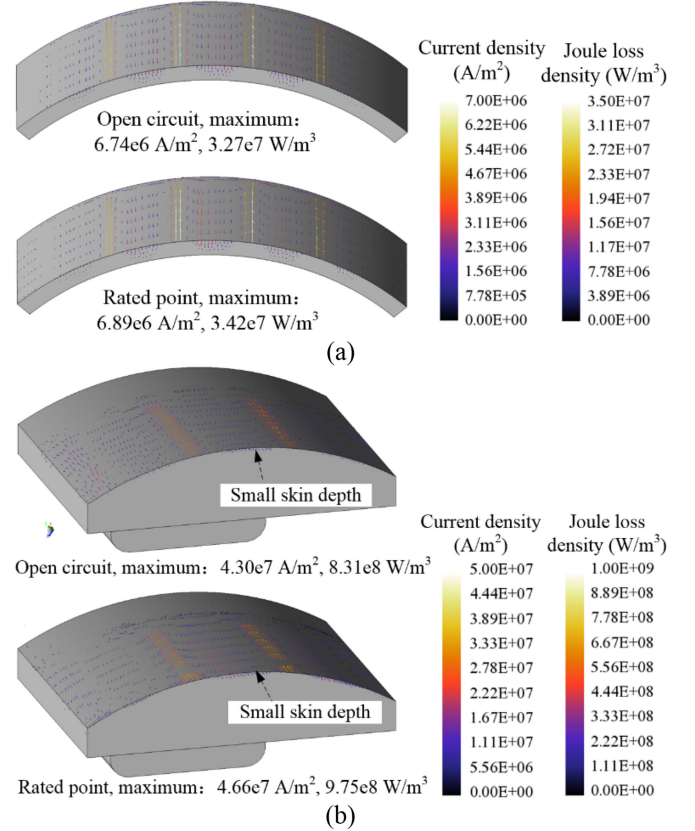 Current density
(A/m²)
Joule loss
density (W/m³)
7.00E+06
6.22E+06
5.44E+06
4.67E+06
3.89E+06
3.11E+06
2.33E+06
1.56E+06
7.78E+05
0.00E+00
3.50E+07
3.11E+07
2.72E+07
2.33E+07
1.94E+07
1.56E+07
1.17E+07
7.78E+06
3.89E+06
0.00E+00
Open circuit, maximum：
6.74e6 A/m², 3.27e7 W/m³
Rated point, maximum：
6.89e6 A/m², 3.42e7 W/m³
(a)
Small skin depth
Open circuit, maximum：4.30e7 A/m², 8.31e8 W/m³
Current density
(A/m²)
Joule loss
density (W/m³)
5.00E+07
4.44E+07
3.89E+07
3.33E+07
2.78E+07
2.22E+07
1.67E+07
1.11E+07
5.56E+06
0.00E+00
1.00E+09
8.89E+08
7.78E+08
6.67E+08
5.56E+08
4.44E+08
3.33E+08
2.22E+08
1.11E+08
0.00E+00
Small skin depth
Rated point, maximum：4.66e7 A/m², 9.75e8 W/m³
(b)